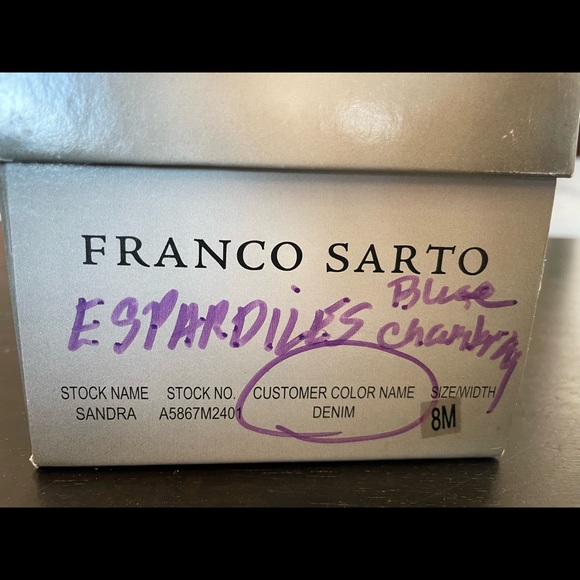 FRANCO SARTO
ESPARDILES Blue chambray
STOCK NAME STOCK NO. CUSTOMER COLOR NAME SIZE/WIDTH
SANDRA A5867M2401 DENIM 8M